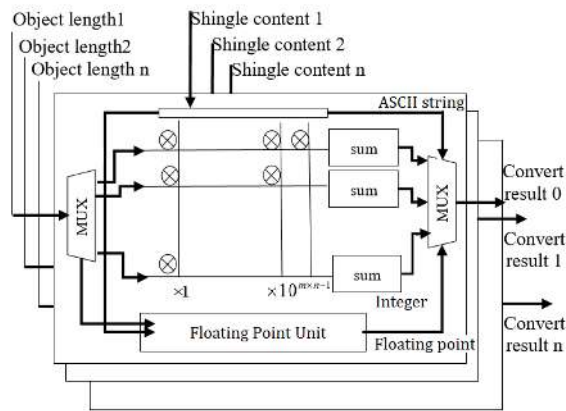 Object length1
Shingle content 1
Object length2
Shingle content 2
Object length n
Shingle content n
ASCII string
sum
sum
MUX
MUX
Convert
result 0
Convert
result 1
sum
×1
×10^{m×n-1}
Integer
Floating Point Unit
Floating point
Convert
result n